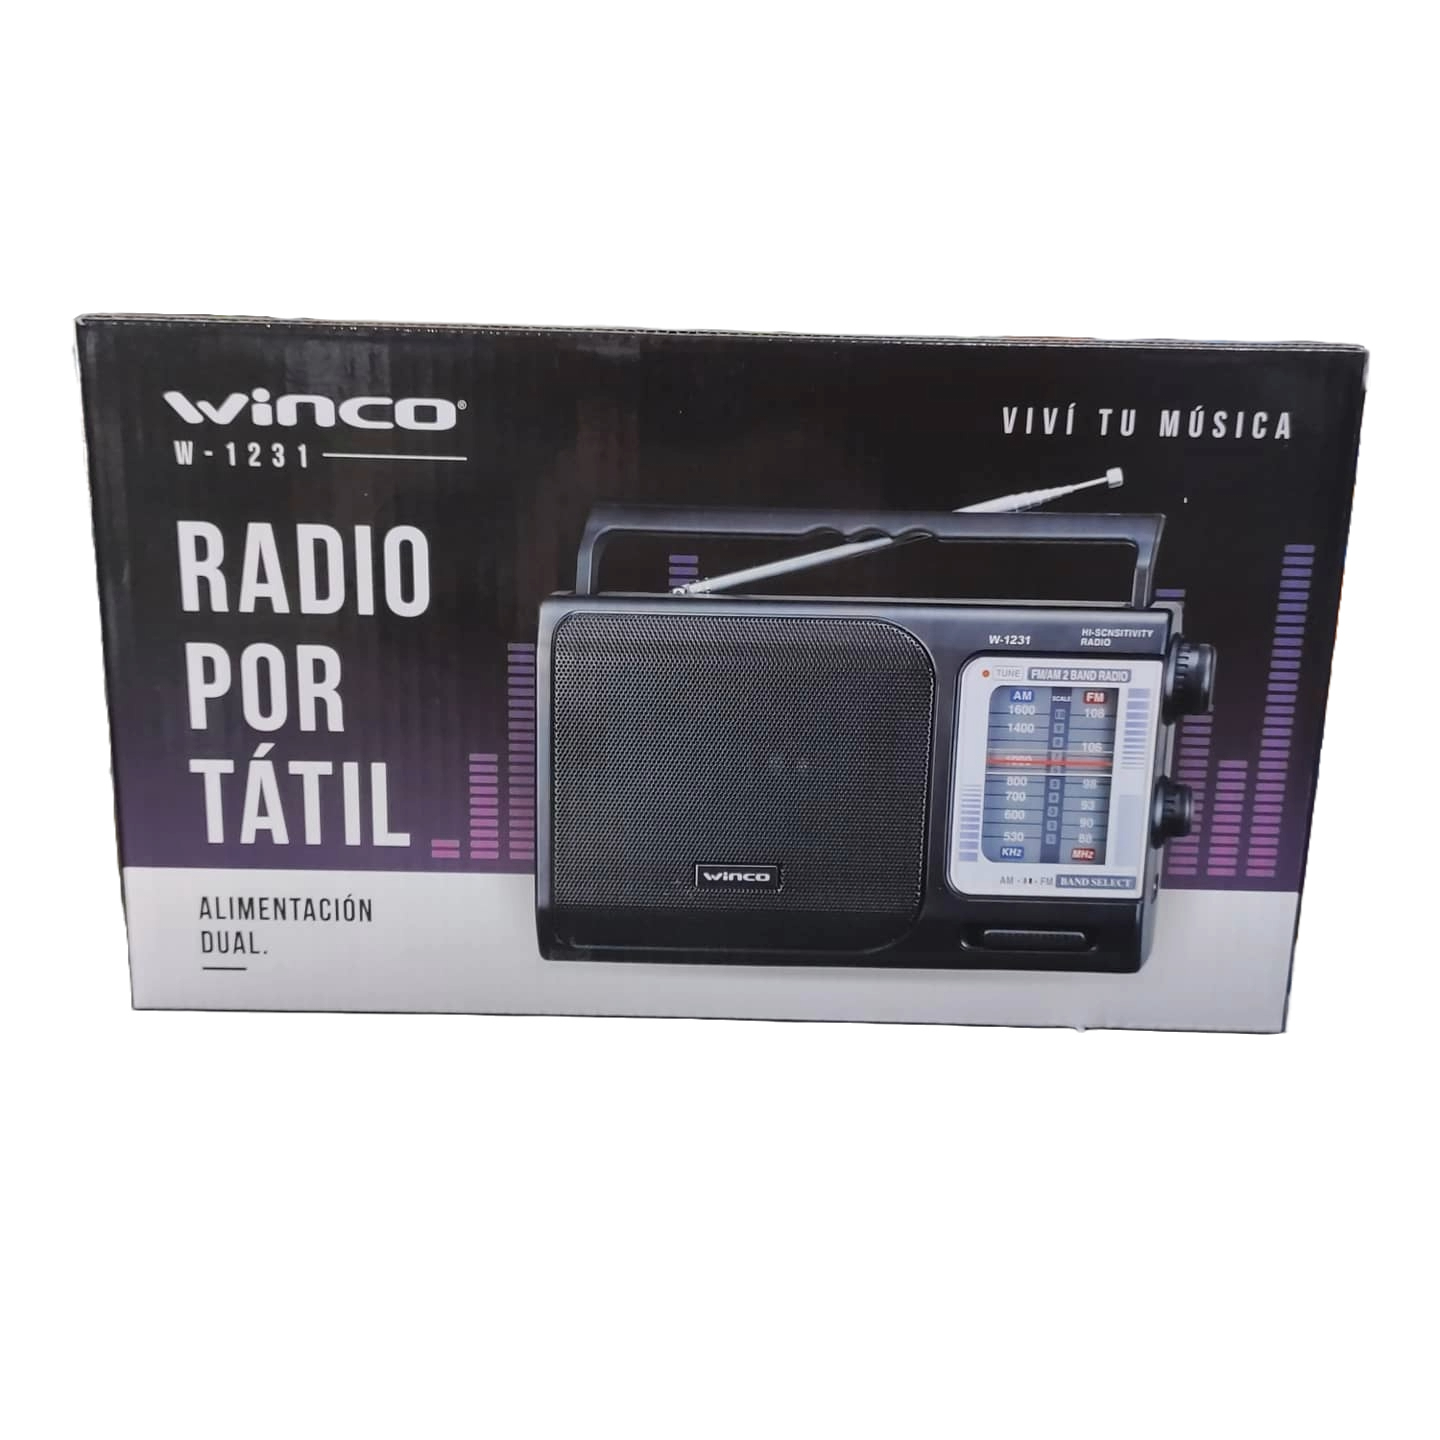 winco®
W-1231
VIVÍ TU MÚSICA
RADIO
POR
TÁTIL
ALIMENTACIÓN
DUAL.
W-1231
HI-SCNSITIVITY
RADIO
TUNE FM/AM 2 BAND RADIO
AM SCALE FM
1600 108
1400
106
800 98
700 93
600 90
530 88
KHz MHz
AM FM BAND SELECT
winco